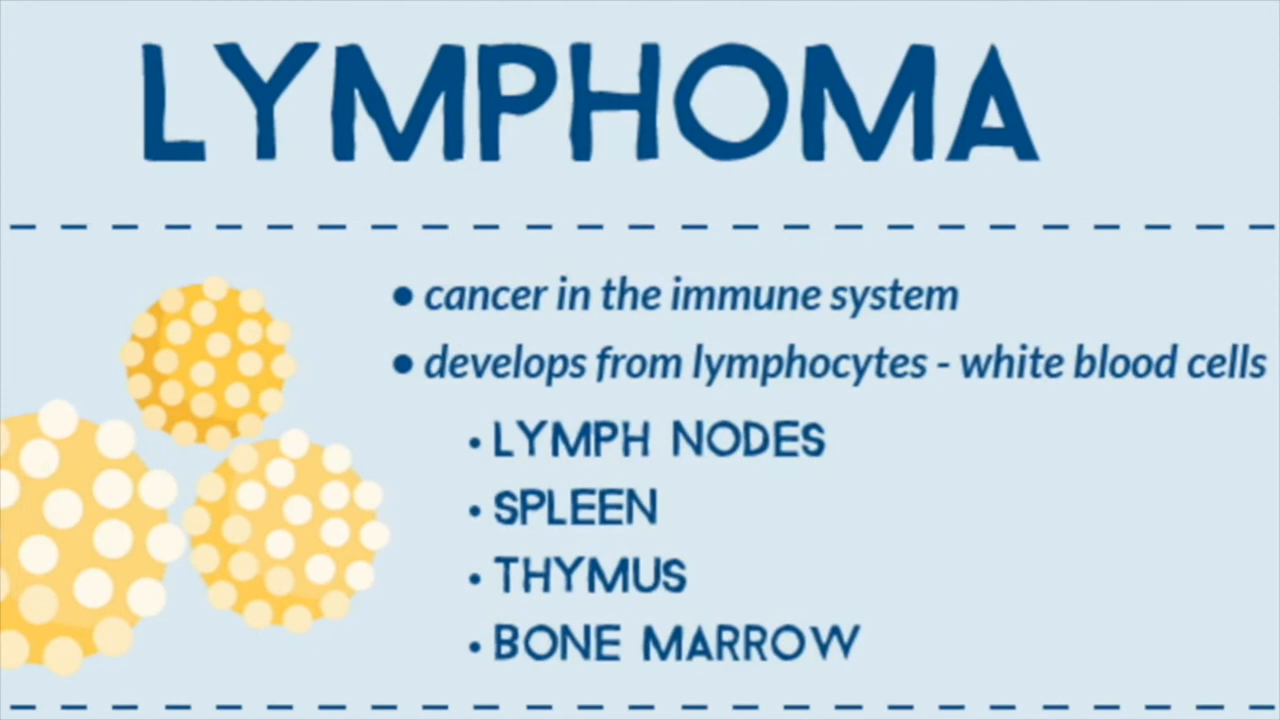 LYMPHOMA
• cancer in the immune system
• develops from lymphocytes - white blood cells
• LYMPH NODES
• SPLEEN
• THYMUS
• BONE MARROW